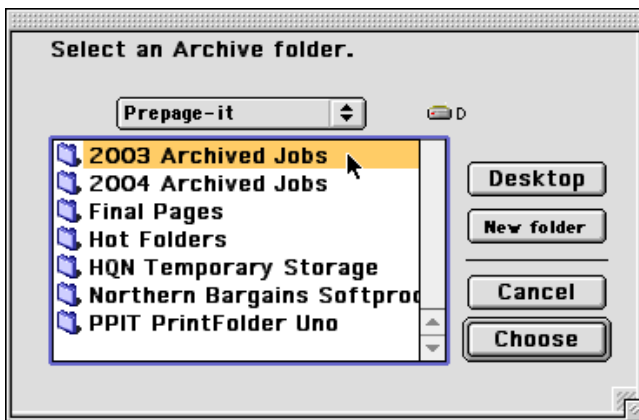 Select an Archive folder.
Prepage-it
D
2003 Archived Jobs
2004 Archived Jobs
Final Pages
Hot Folders
HQN Temporary Storage
Northern Bargains Softproc
PPIT PrintFolder Uno
Desktop
New folder
Cancel
Choose